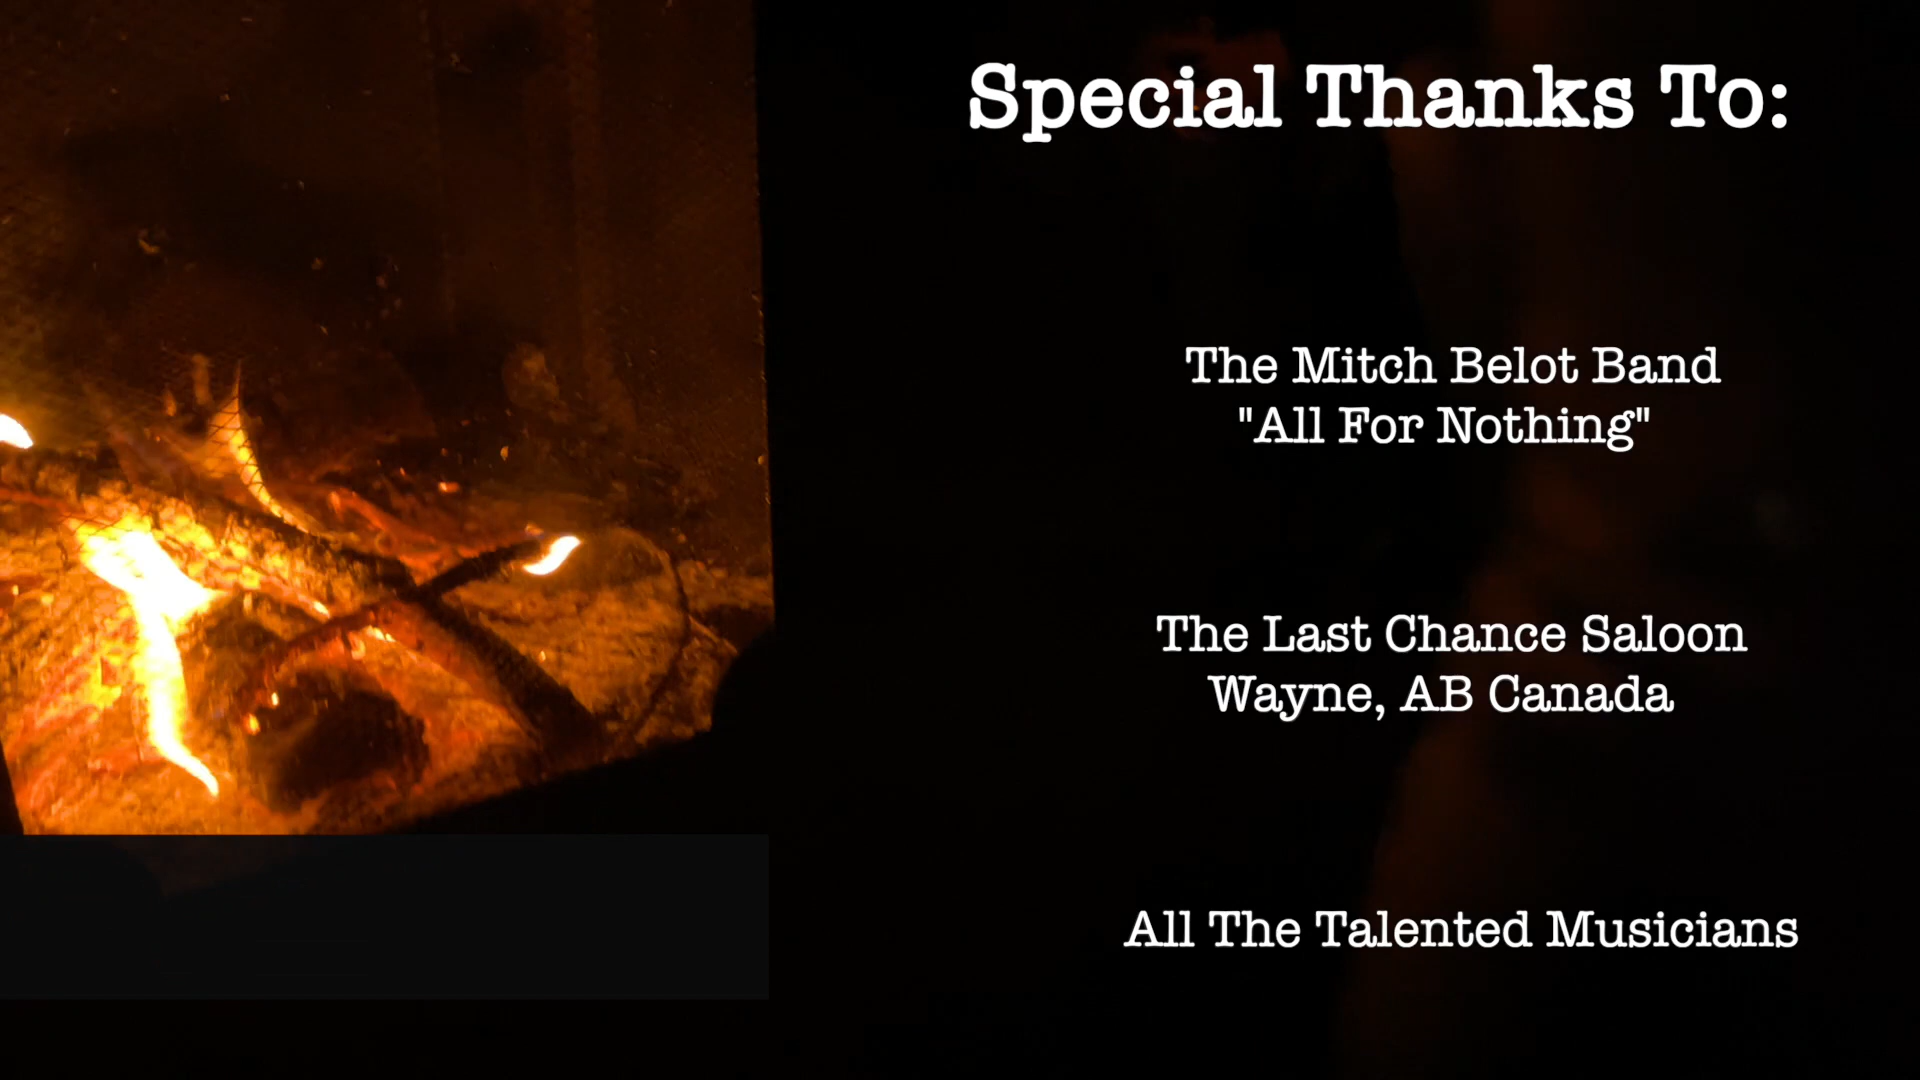 Special Thanks To:
The Mitch Belot Band
"All For Nothing"
The Last Chance Saloon
Wayne, AB Canada
All The Talented Musicians